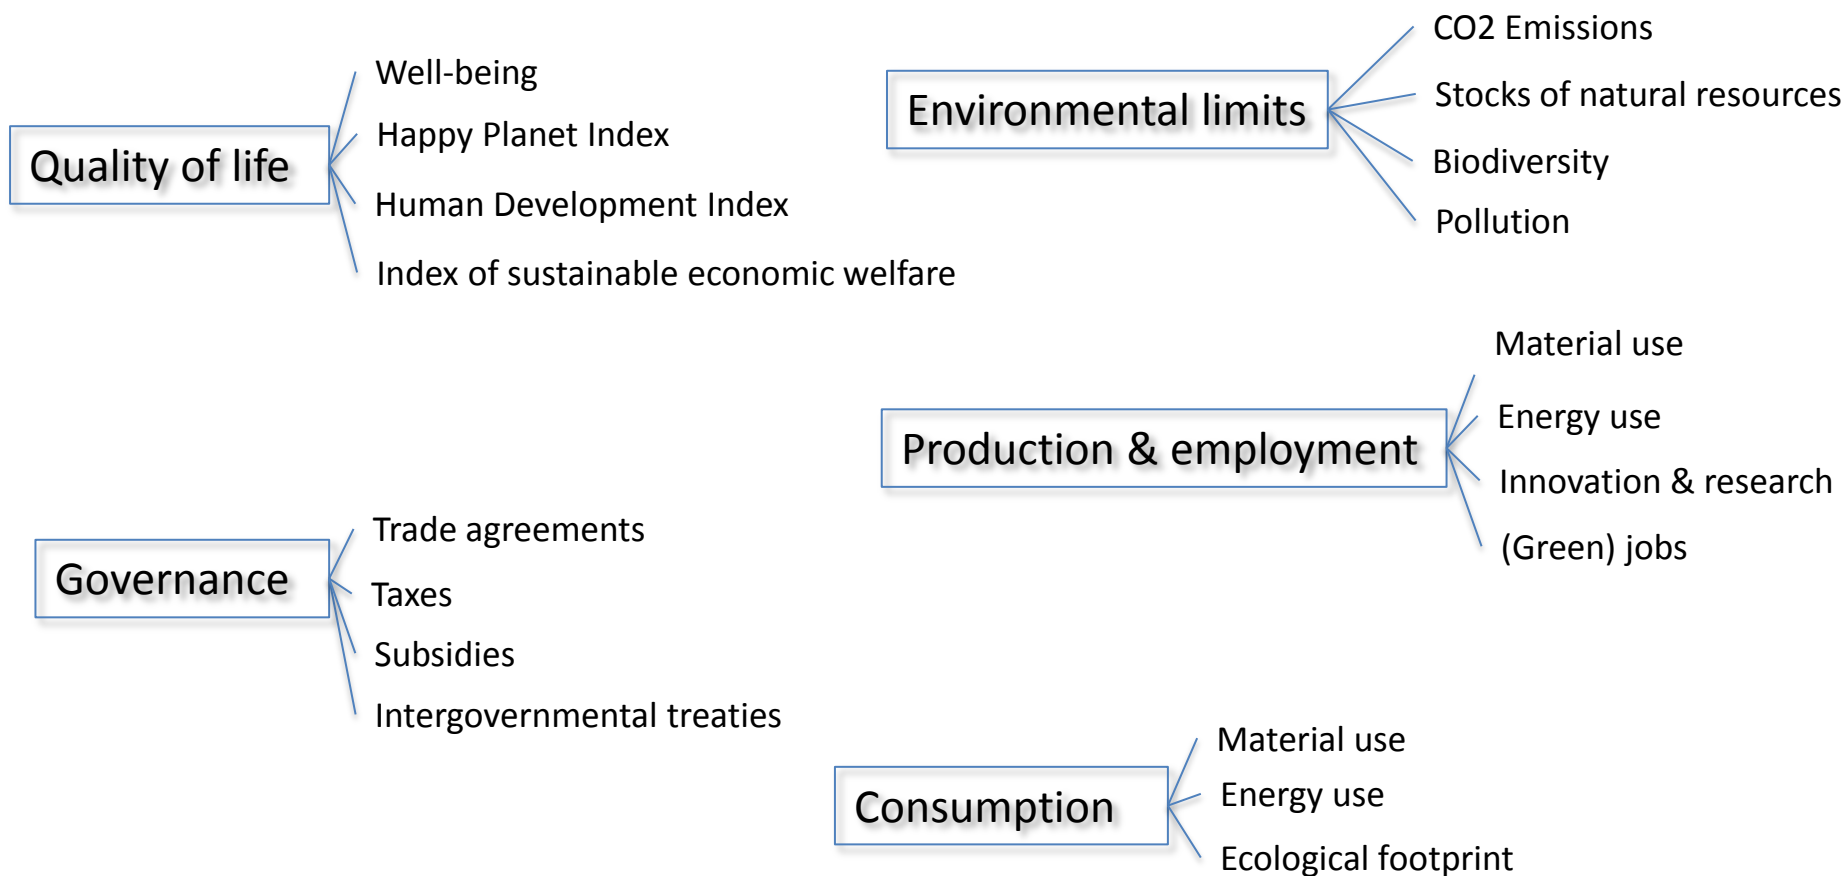 Quality of life
Well-being
Happy Planet Index
Human Development Index
Index of sustainable economic welfare
Environmental limits
CO2 Emissions
Stocks of natural resources
Biodiversity
Pollution
Production & employment
Material use
Energy use
Innovation & research
(Green) jobs
Governance
Trade agreements
Taxes
Subsidies
Intergovernmental treaties
Consumption
Material use
Energy use
Ecological footprint